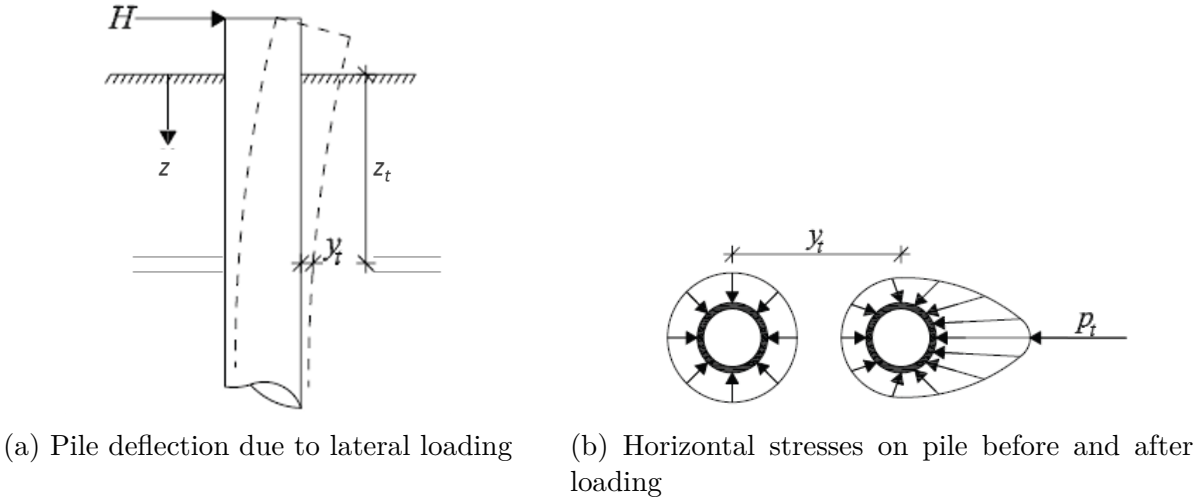 H
z
z_t
y_t
y_t
p_t
(a) Pile deflection due to lateral loading
(b) Horizontal stresses on pile before and after
loading